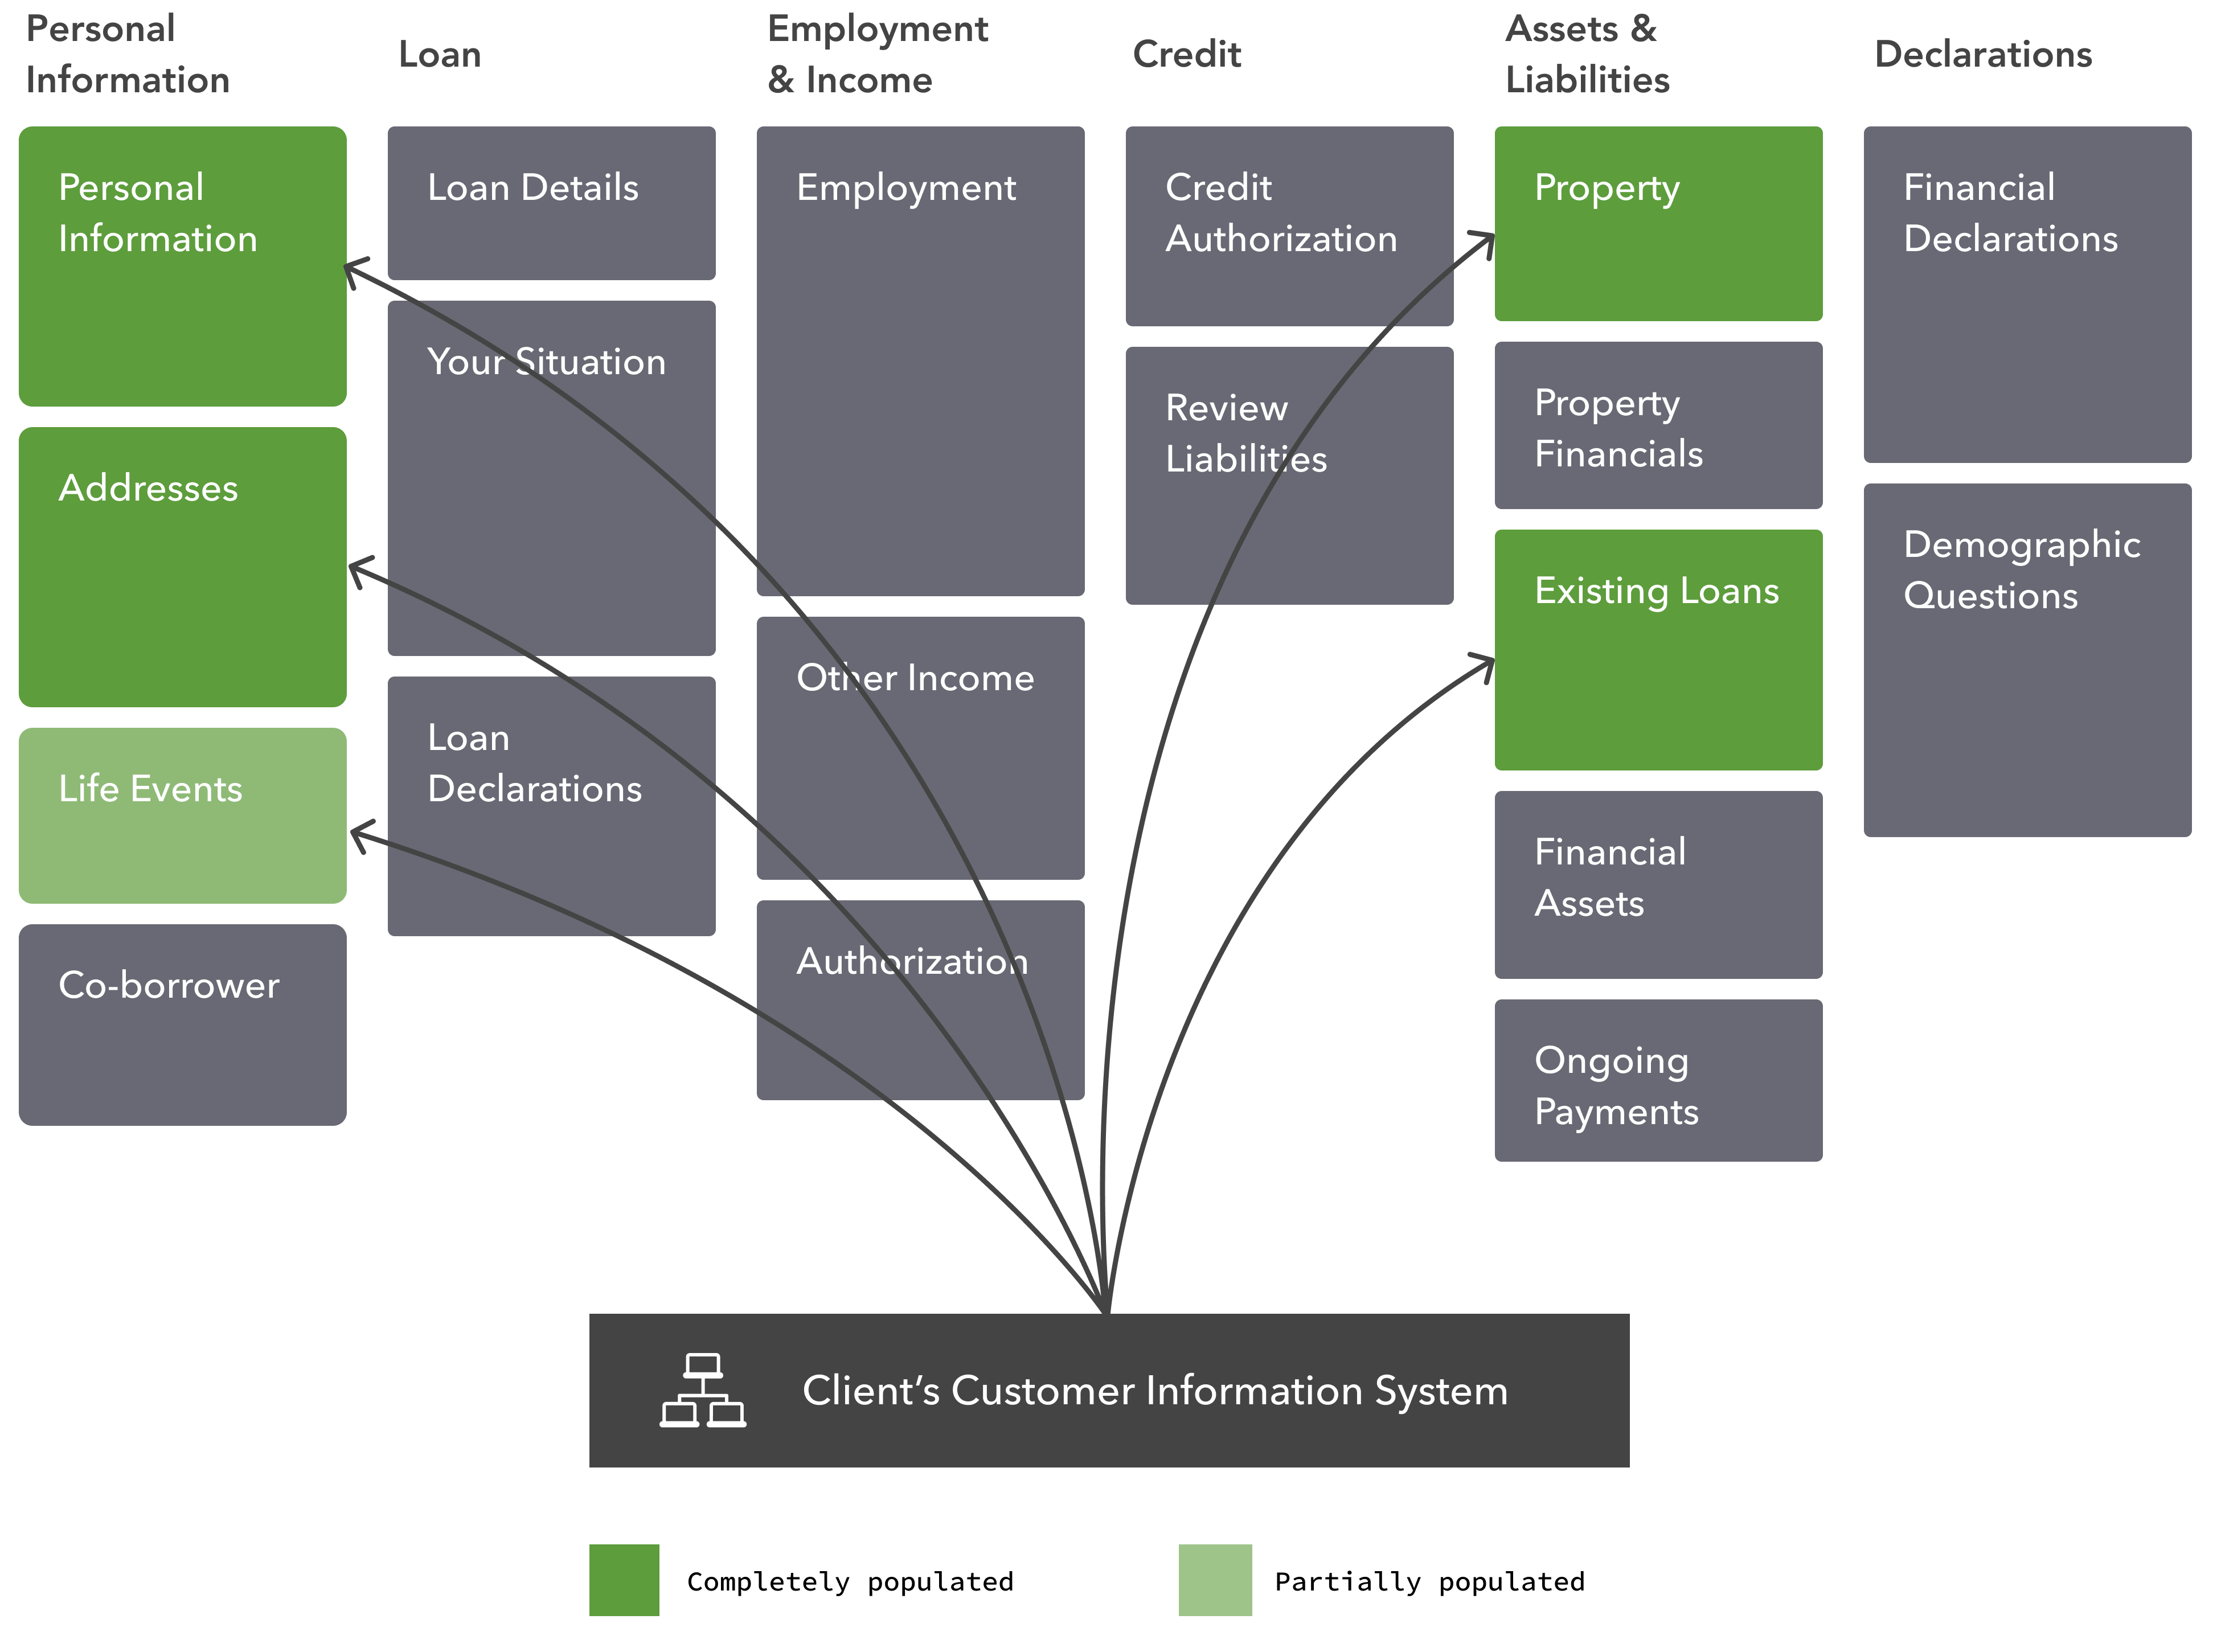 Personal
Information
Loan
Employment
& Income
Credit
Assets &
Liabilities
Declarations
Personal
Information
Addresses
Life Events
Co-borrower
Loan Details
Your Situation
Loan
Declarations
Employment
Other Income
Authorization
Credit
Authorization
Review
Liabilities
Property
Property
Financials
Existing Loans
Financial
Assets
Ongoing
Payments
Financial
Declarations
Demographic
Questions
Client’s Customer Information System
Completely populated
Partially populated